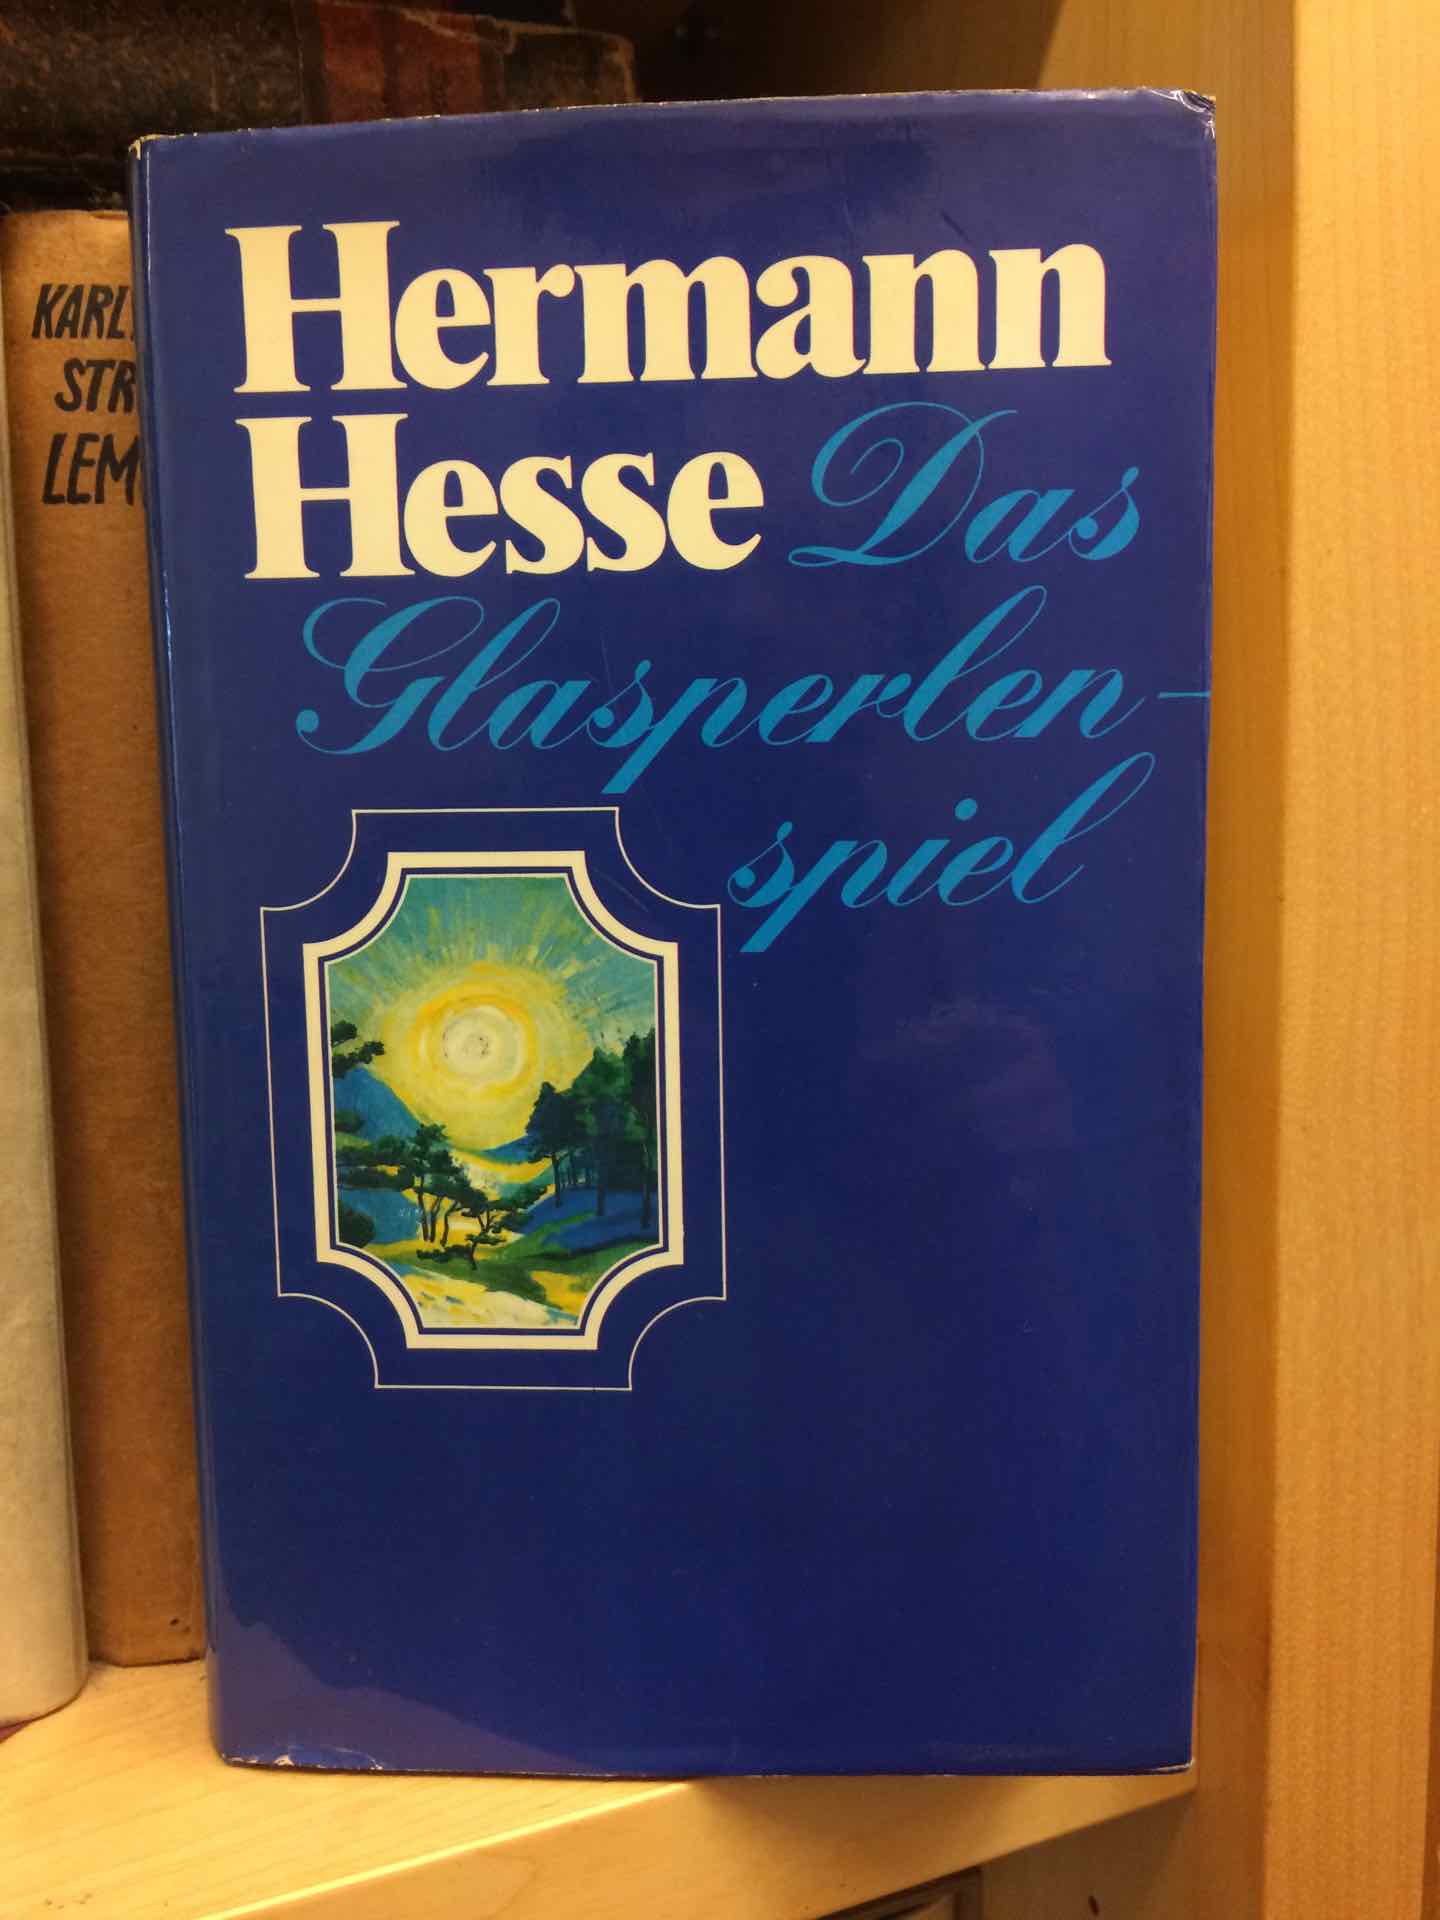 Hermann
Hesse Das
Glasperlen-
spiel
KARL
STR
LEM